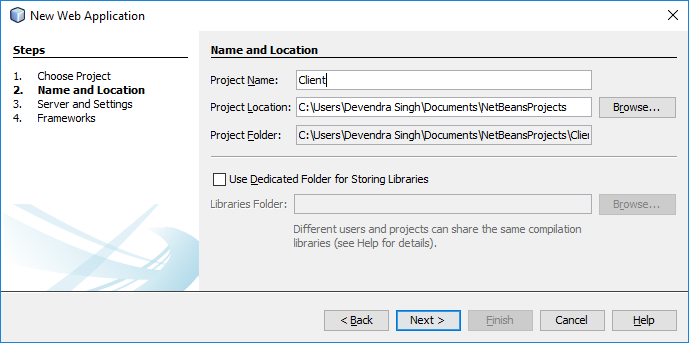 New Web Application
Steps
1. Choose Project
2. Name and Location
3. Server and Settings
4. Frameworks
Name and Location
Project Name: Client
Project Location: C:\Users\Devendra Singh\Documents\NetBeansProjects Browse...
Project Folder: C:\Users\Devendra Singh\Documents\NetBeansProjects\Clie
Use Dedicated Folder for Storing Libraries
Libraries Folder: Browse...
Different users and projects can share the same compilation
libraries (see Help for details).
< Back Next > Finish Cancel Help